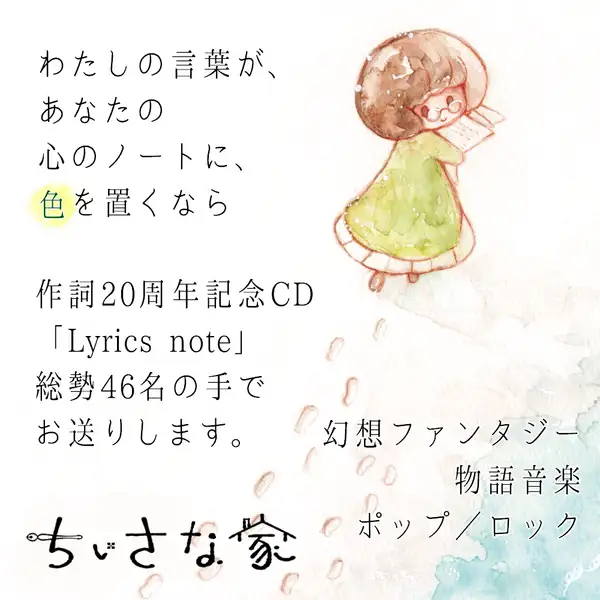 わたしの言葉が、
あなたの
心のノートに、
色を置くなら
作詞20周年記念CD
「Lyrics note」
総勢46名の手で
お送りします。
幻想ファンタジー
物語音楽
ポップ／ロック
ちいさな家